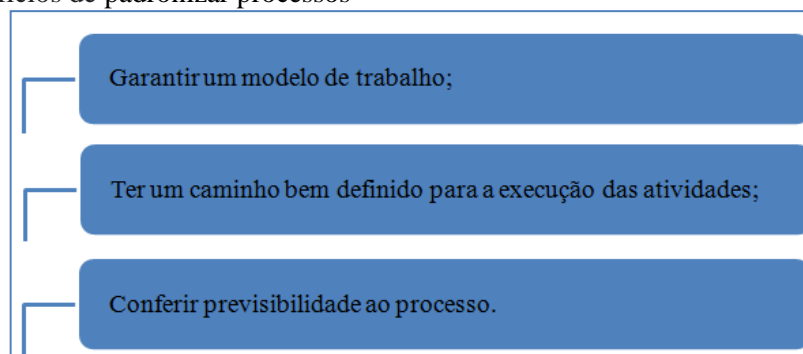 de padronizar processos
Garantir um modelo de trabalho;
Ter um caminho bem definido para a execução das atividades;
Conferir previsibilidade ao processo.